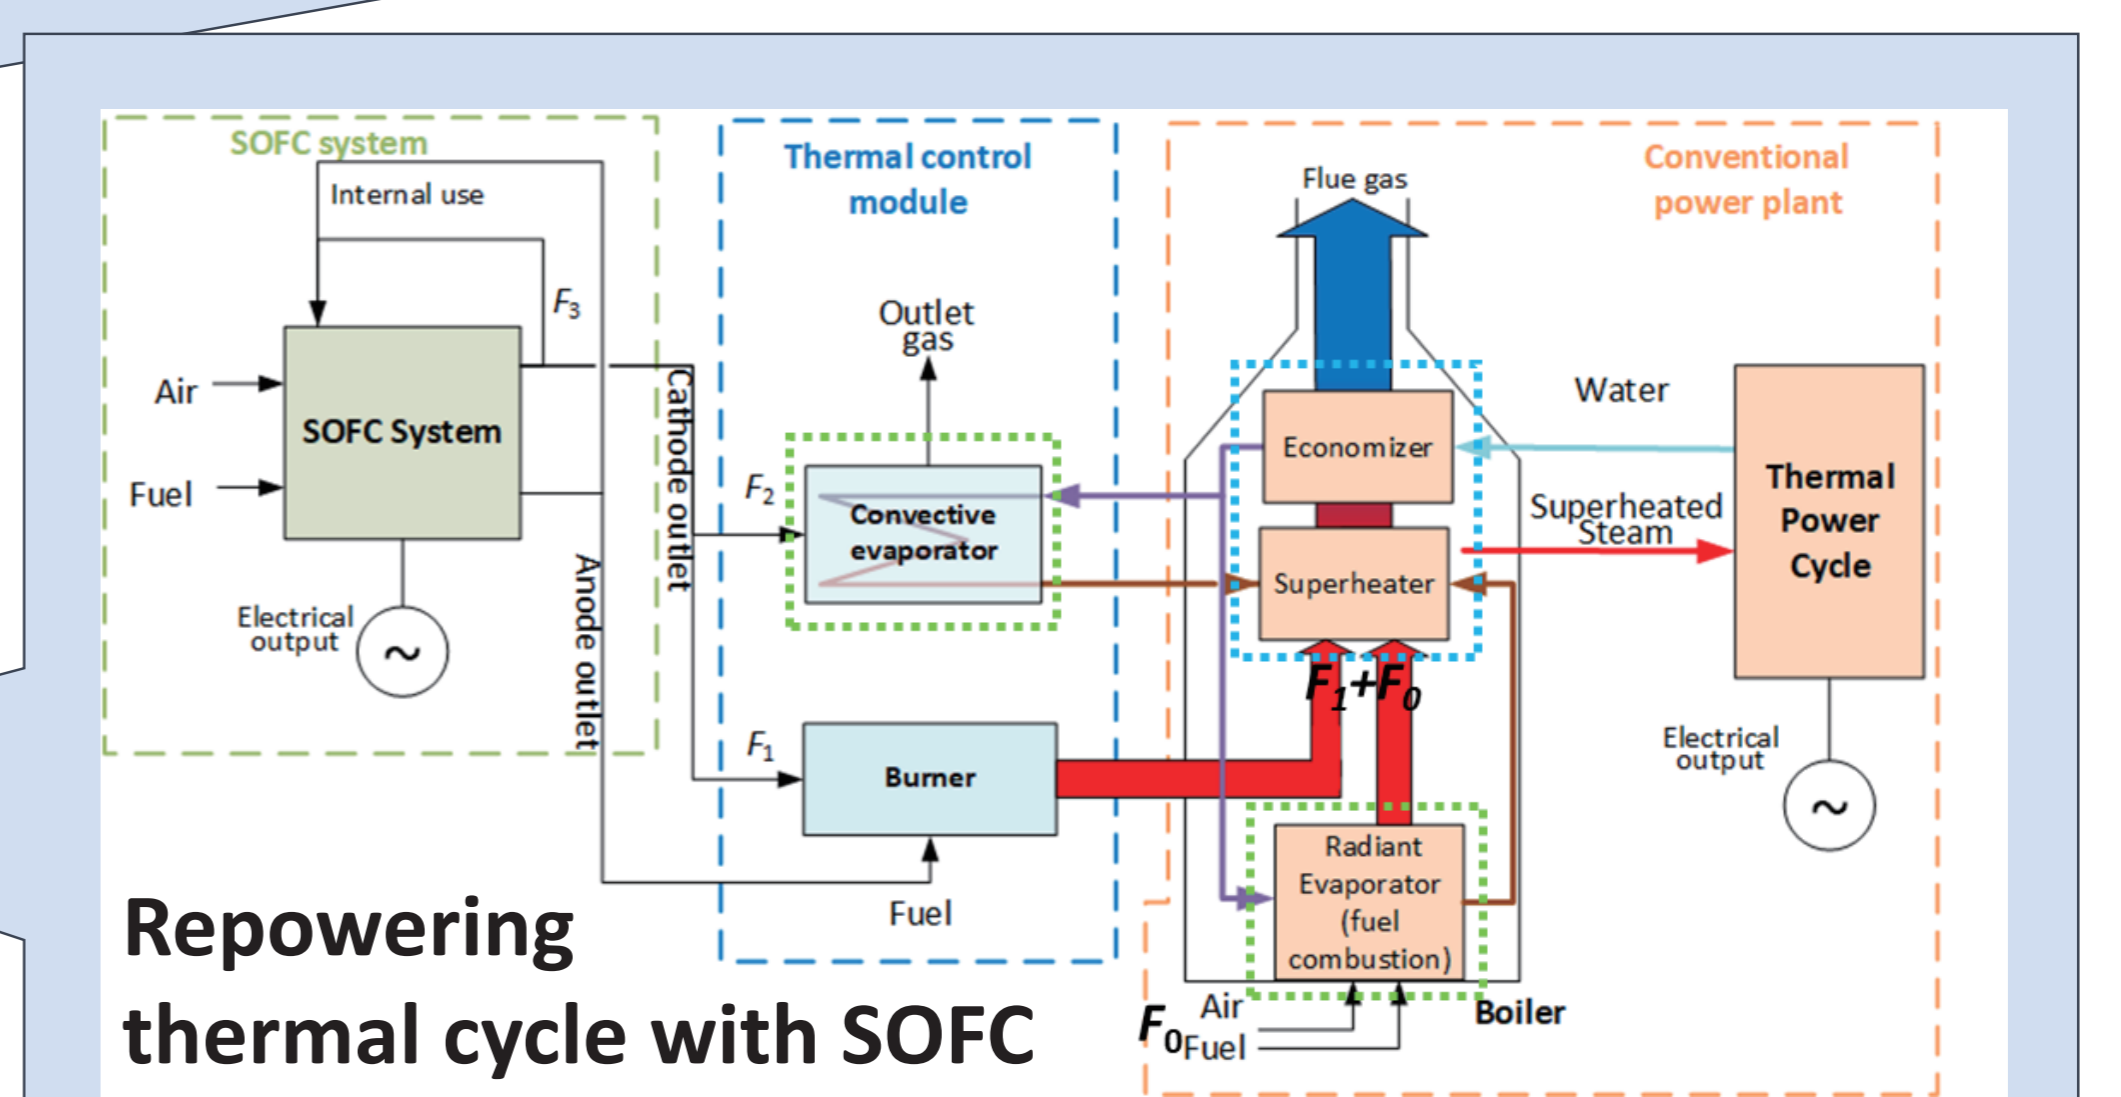 SOFC system
Internal use
F3
Air
Fuel
SOFC System
Electrical
output
~
Anode outlet
Cathode outlet
Thermal control
module
Outlet
gas
F2
Convective
evaporator
F1
Burner
Fuel
Conventional
power plant
Flue gas
Economizer
Superheater
F1+F0
Radiant
Evaporator
(fuel
combustion)
Air
F0
Fuel
Boiler
Water
Superheated
Steam
Thermal
Power
Cycle
Electrical
output
~
Repowering
thermal cycle with SOFC